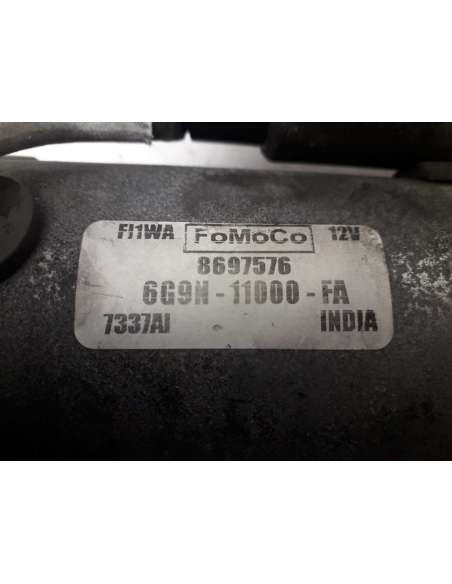 FI1WA FoMoCo 12V
8697576
6G9N-11000-FA
7337AI INDIA